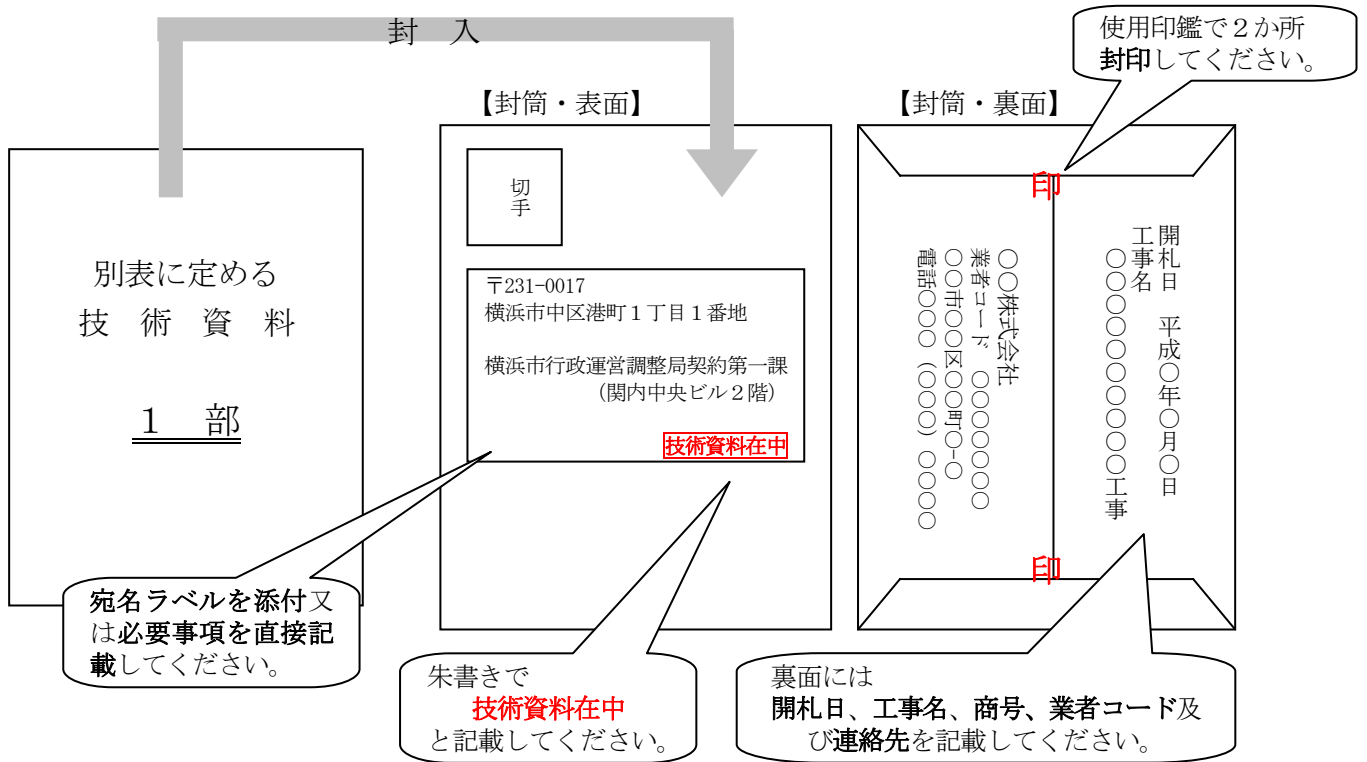 封　入
使用印鑑で２か所
封印してください。
【封筒・表面】
【封筒・裏面】
別表に定める
技　術　資　料
１　部
切手
〒231-0017
横浜市中区港町１丁目１番地
横浜市行政運営調整局契約第一課
（関内中央ビル２階）
技術資料在中
印
開札日　平成○年○月○日
工事名
○○○○○○○○○○工事
○○株式会社
業者コード　○○○○○○○
○○市○○区○○町○-○
電話○○○（○○○）○○○○
印
宛名ラベルを添付又
は必要事項を直接記
載してください。
朱書きで
技術資料在中
と記載してください。
裏面には
開札日、工事名、商号、業者コード及
び連絡先を記載してください。